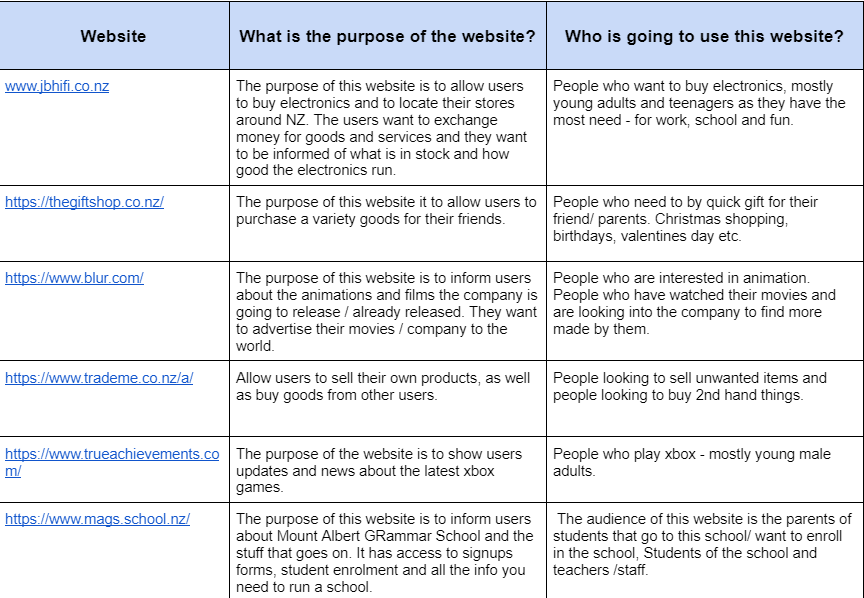 Website
What is the purpose of the website?
Who is going to use this website?
www.jbhifi.co.nz
The purpose of this website is to allow users
to buy electronics and to locate their stores
around NZ. The users want to exchange
money for goods and services and they want
to be informed of what is in stock and how
good the electronics run.
People who want to buy electronics, mostly
young adults and teenagers as they have the
most need - for work, school and fun.
https://thegiftshop.co.nz/
The purpose of this website it to allow users to
purchase a variety goods for their friends.
People who need to by quick gift for their
friend/ parents. Christmas shopping,
birthdays, valentines day etc.
https://www.blur.com/
The purpose of this website is to inform users
about the animations and films the company is
going to release / already released. They want
to advertise their movies / company to the
world.
People who are interested in animation.
People who have watched their movies and
are looking into the company to find more
made by them.
https://www.trademe.co.nz/a/
Allow users to sell their own products, as well
as buy goods from other users.
People looking to sell unwanted items and
people looking to buy 2nd hand things.
https://www.trueachievements.co
m/
The purpose of the website is to show users
updates and news about the latest xbox
games.
People who play xbox - mostly young male
adults.
https://www.mags.school.nz/
The purpose of this website is to inform users
about Mount Albert GRammar School and the
stuff that goes on. It has access to signups
forms, student enrolment and all the info you
need to run a school.
The audience of this website is the parents of
students that go to this school/ want to enroll
in the school, Students of the school and
teachers /staff.